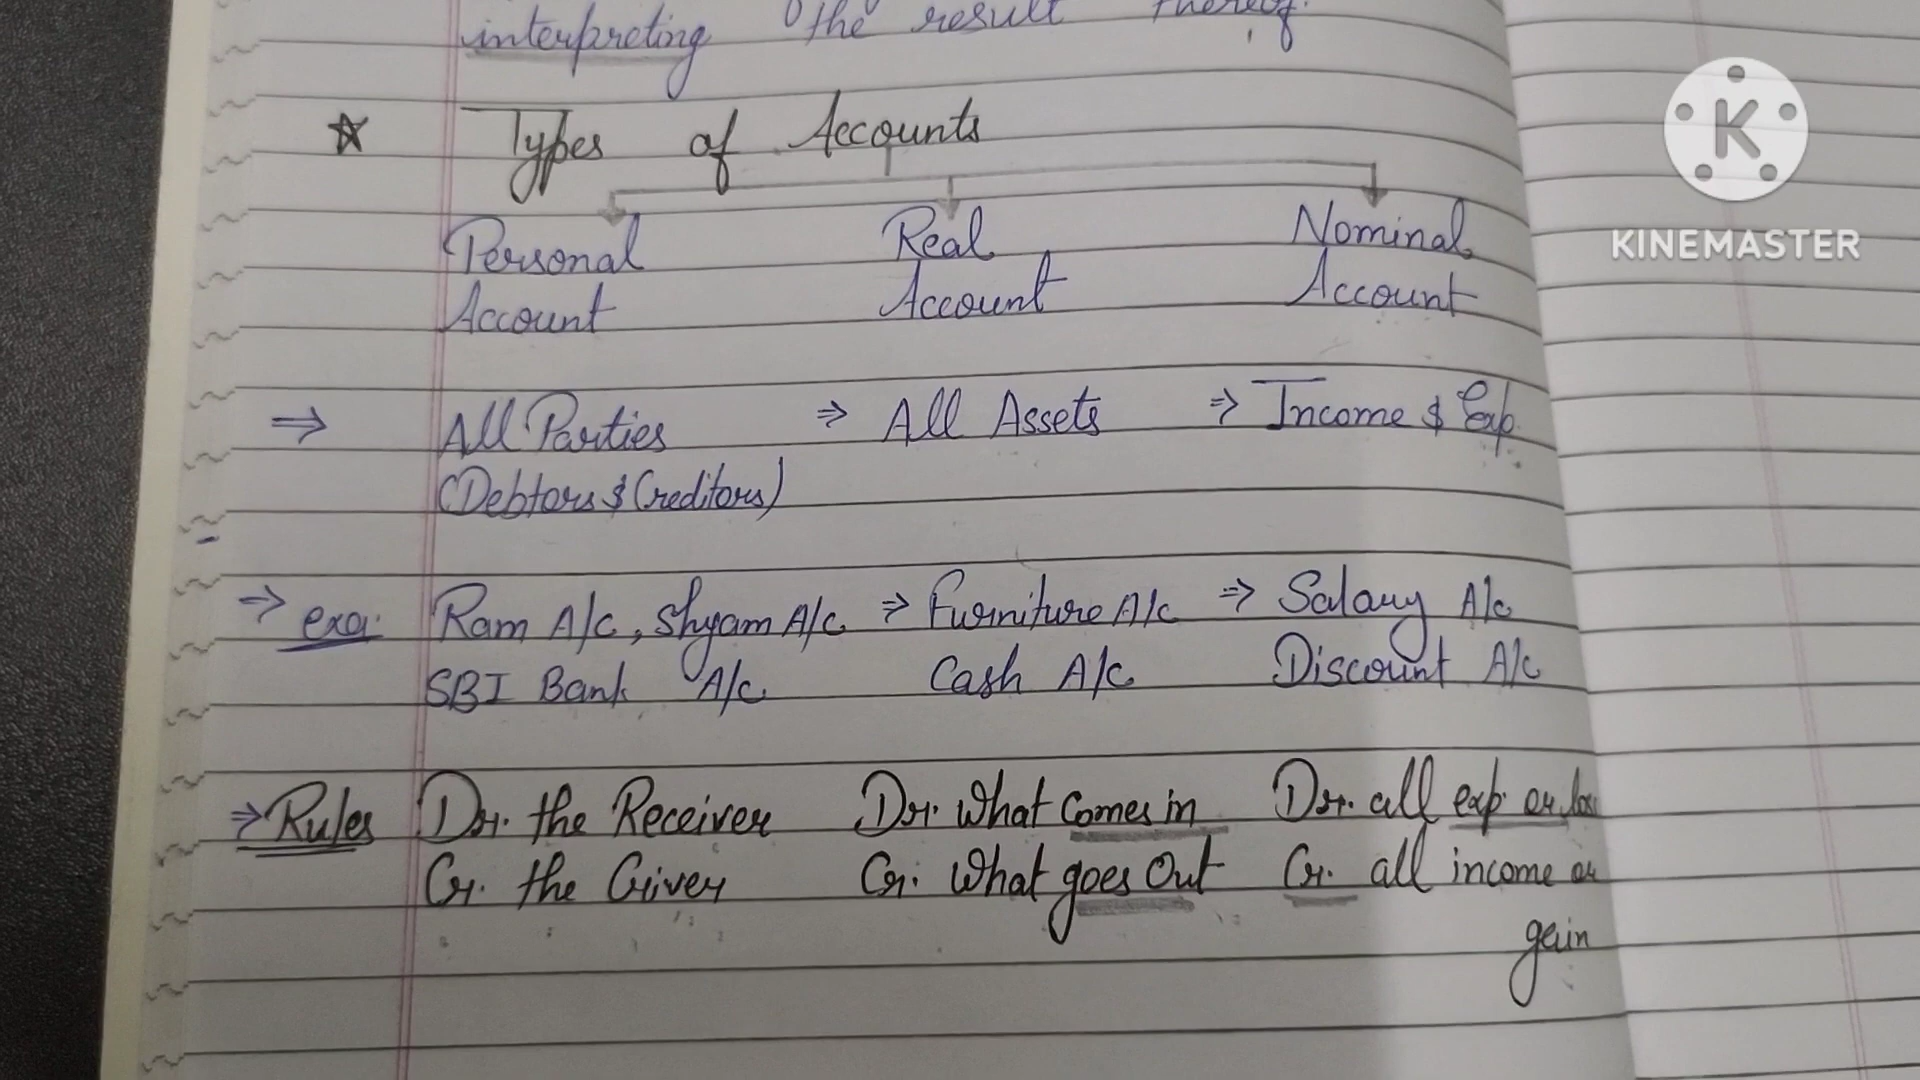 interpreting the result thereof.
☆ Types of Accounts
Personal Account
Real Account
Nominal Account
⇒ All Parties ⇒ All Assets ⇒ Income & Exp.
(Debtors & Creditors)
⇒ exa: Ram A/c, Shyam A/c ⇒ Furniture A/c ⇒ Salary A/c
SBI Bank A/c Cash A/c Discount A/c
⇒ Rules Dr. the Receiver Dr. What Comes in Dr. all exp. or loss
Cr. the Giver Cr. What goes Out Cr. all income or
gain
KINEMASTER